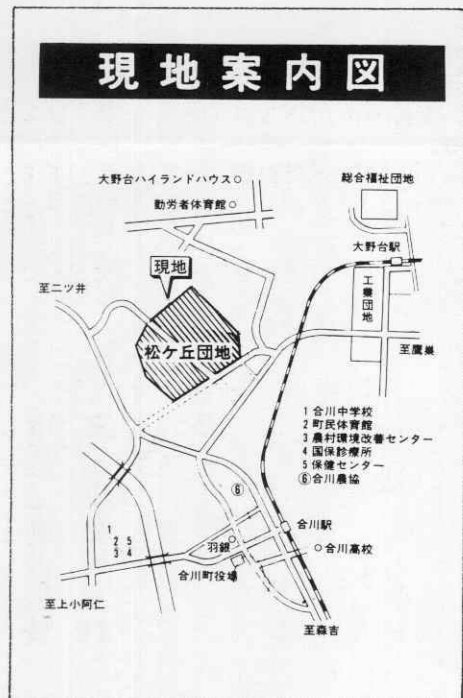 現地案内図
大野台ハイランドハウス
総合福祉団地
勤労者体育館
大野台駅
現地
工業団地
至二ツ井
松ケ丘団地
至鷹巣
1 合川中学校
2 町民体育館
3 農村環境改善センター
4 国保診療所
5 保健センター
⑥合川農協
⑥
合川駅
1
2 5
3 4
羽銀
合川高校
合川町役場
至上小阿仁
至森吉